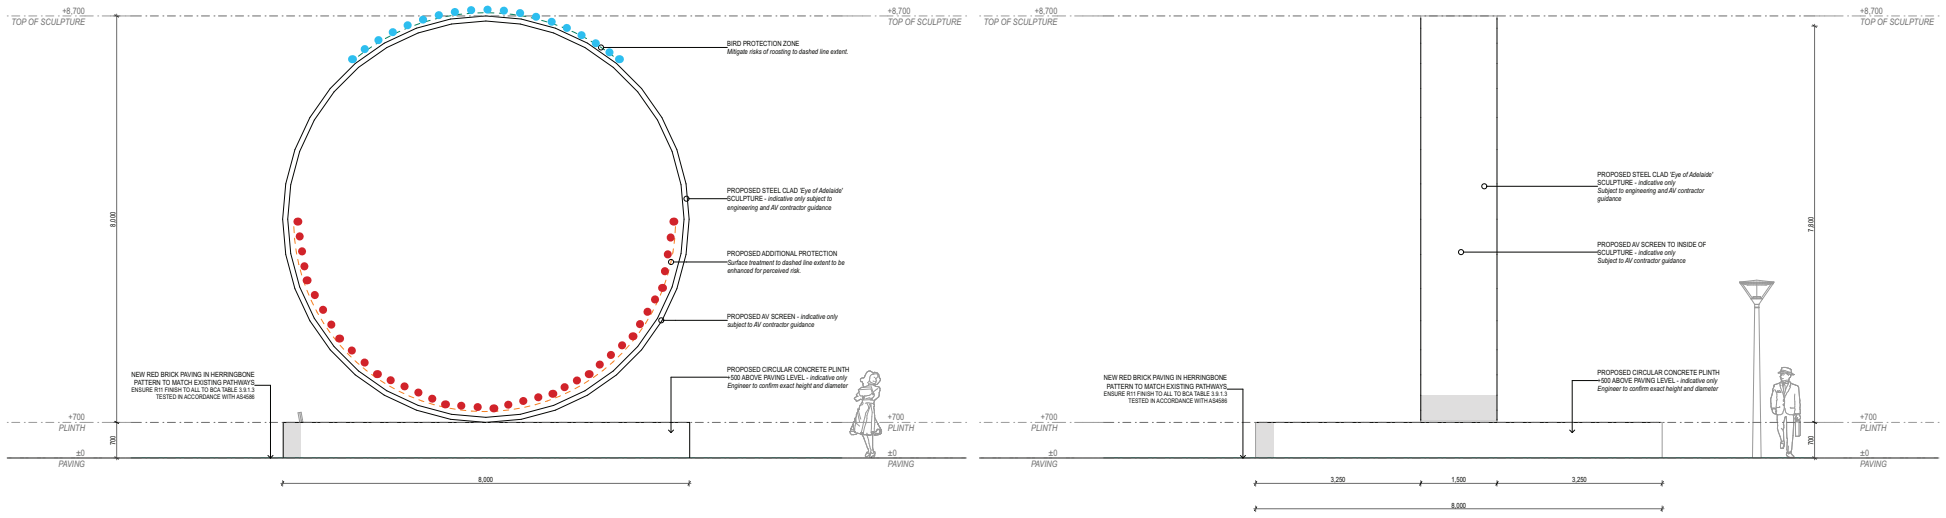 +8,700
TOP OF SCULPTURE
+8,700
TOP OF SCULPTURE
BIRD PROTECTION ZONE
Mitigate risks of roosting to dashed line extent.
PROPOSED STEEL CLAD 'Eye of Adelaide'
SCULPTURE - indicative only subject to
engineering and AV contractor guidance
8,000
PROPOSED ADDITIONAL PROTECTION
Surface treatment to dashed line extent to be
enhanced for perceived risk.
PROPOSED AV SCREEN - indicative only
subject to AV contractor guidance
NEW RED BRICK PAVING IN HERRINGBONE
PATTERN TO MATCH EXISTING PATHWAYS
ENSURE R11 FINISH TO ALL TO BCA TABLE 3.9.1.3
TESTED IN ACCORDANCE WITH AS4586
PROPOSED CIRCULAR CONCRETE PLINTH
+500 ABOVE PAVING LEVEL - indicative only
Engineer to confirm exact height and diameter
+700
PLINTH
+700
PLINTH
700
±0
PAVING
±0
PAVING
8,000
TOP OF SCULPTURE
+8,700
TOP OF SCULPTURE
PROPOSED STEEL CLAD 'Eye of Adelaide'
SCULPTURE - indicative only
Subject to engineering and AV contractor
guidance
7,800
PROPOSED AV SCREEN TO INSIDE OF
SCULPTURE - indicative only
Subject to AV contractor guidance
NEW RED BRICK PAVING IN HERRINGBONE
PATTERN TO MATCH EXISTING PATHWAYS
ENSURE R11 FINISH TO ALL TO BCA TABLE 3.9.1.3
TESTED IN ACCORDANCE WITH AS4586
PROPOSED CIRCULAR CONCRETE PLINTH
+500 ABOVE PAVING LEVEL - indicative only
Engineer to confirm exact height and diameter
+700
PLINTH
+700
PLINTH
700
±0
PAVING
±0
PAVING
3,250
1,500
3,250
8,000